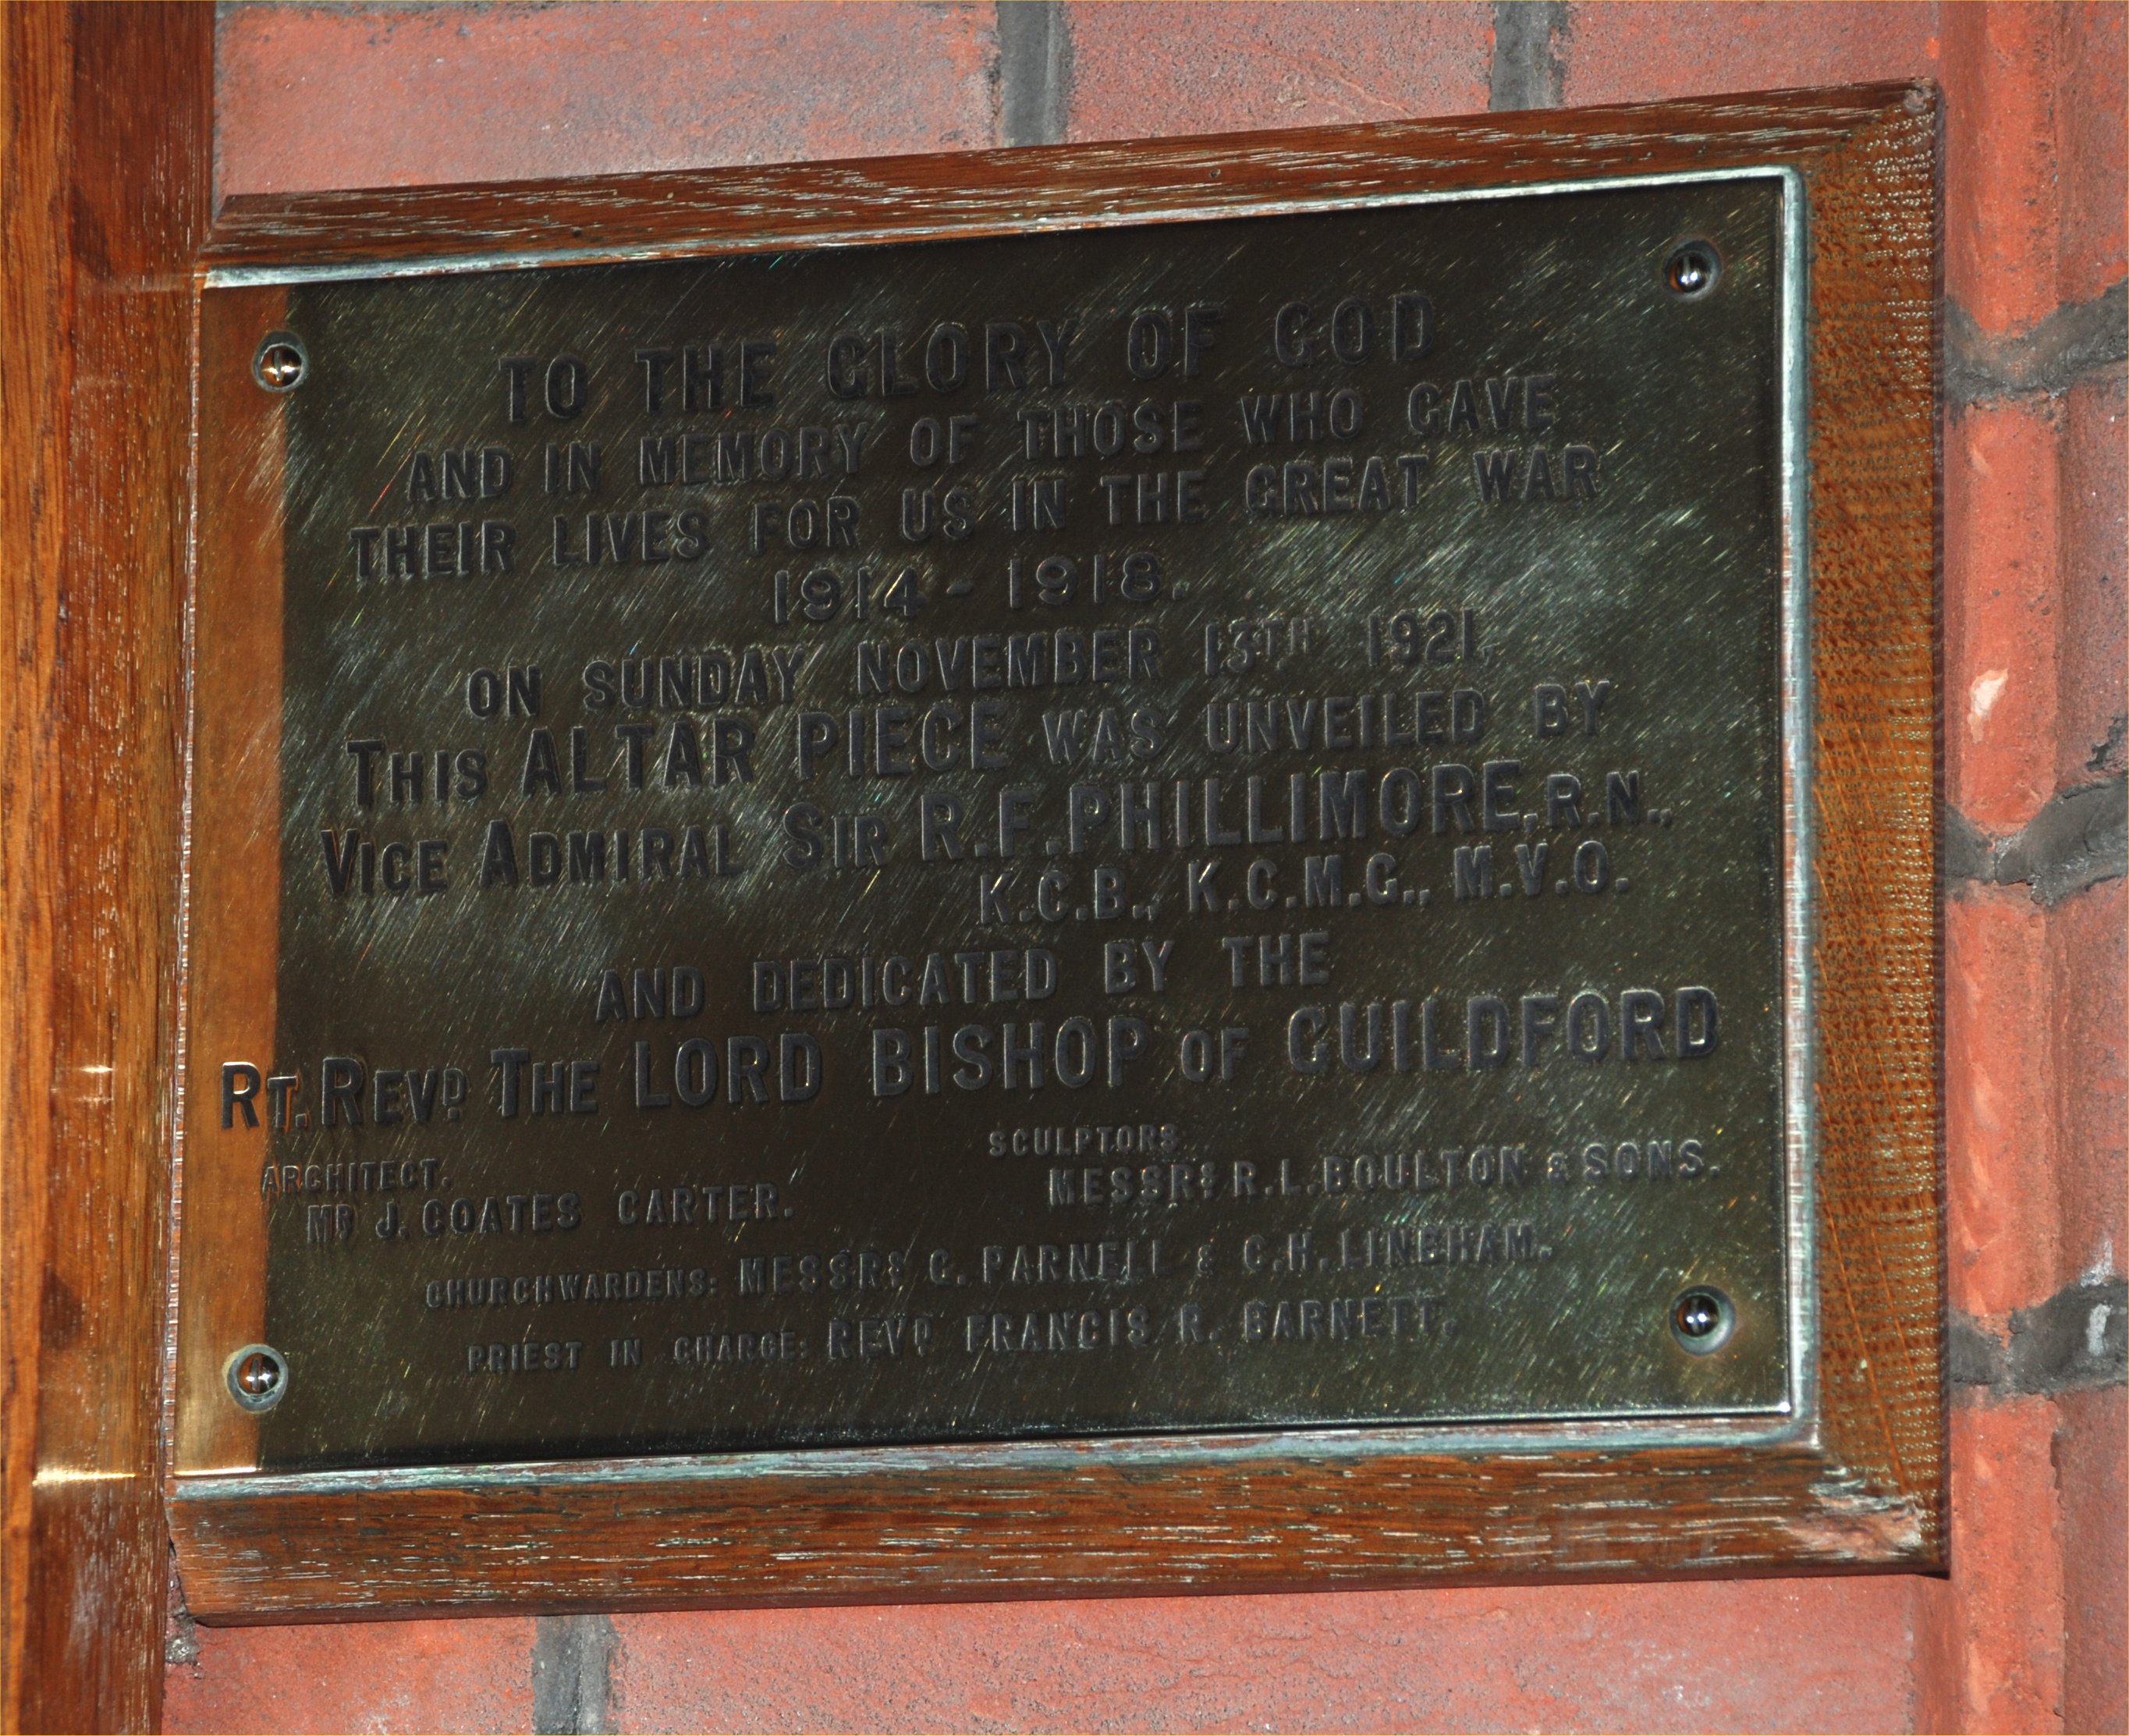 TO THE GLORY OF GOD
AND IN MEMORY OF THOSE WHO GAVE
THEIR LIVES FOR US IN THE GREAT WAR
1914 - 1918.
ON SUNDAY NOVEMBER 13TH 1921,
THIS ALTAR PIECE WAS UNVEILED BY
VICE ADMIRAL SIR R.F. PHILLIMORE, R.N.,
K.C.B., K.C.M.G., M.V.O.
AND DEDICATED BY THE
RT. REVD THE LORD BISHOP OF GUILDFORD
ARCHITECT. SCULPTORS
MR J. COATES CARTER. MESSRS R.L. BOULTON & SONS.
CHURCHWARDENS: MESSRS G. PARNELL & C.H. LINEHAM.
PRIEST IN CHARGE: REVD FRANCIS R. BARNETT.